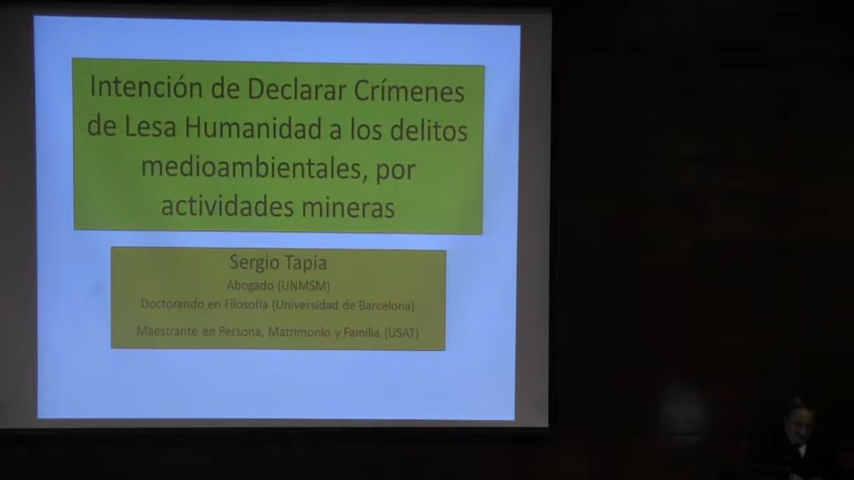 Intención de Declarar Crímenes
de Lesa Humanidad a los delitos
medioambientales, por
actividades mineras
Sergio Tapia
Abogado (UNMSM)
Doctorando en Filosofía (Universidad de Barcelona)
Maestrante en Persona, Matrimonio y Familia (USAT)